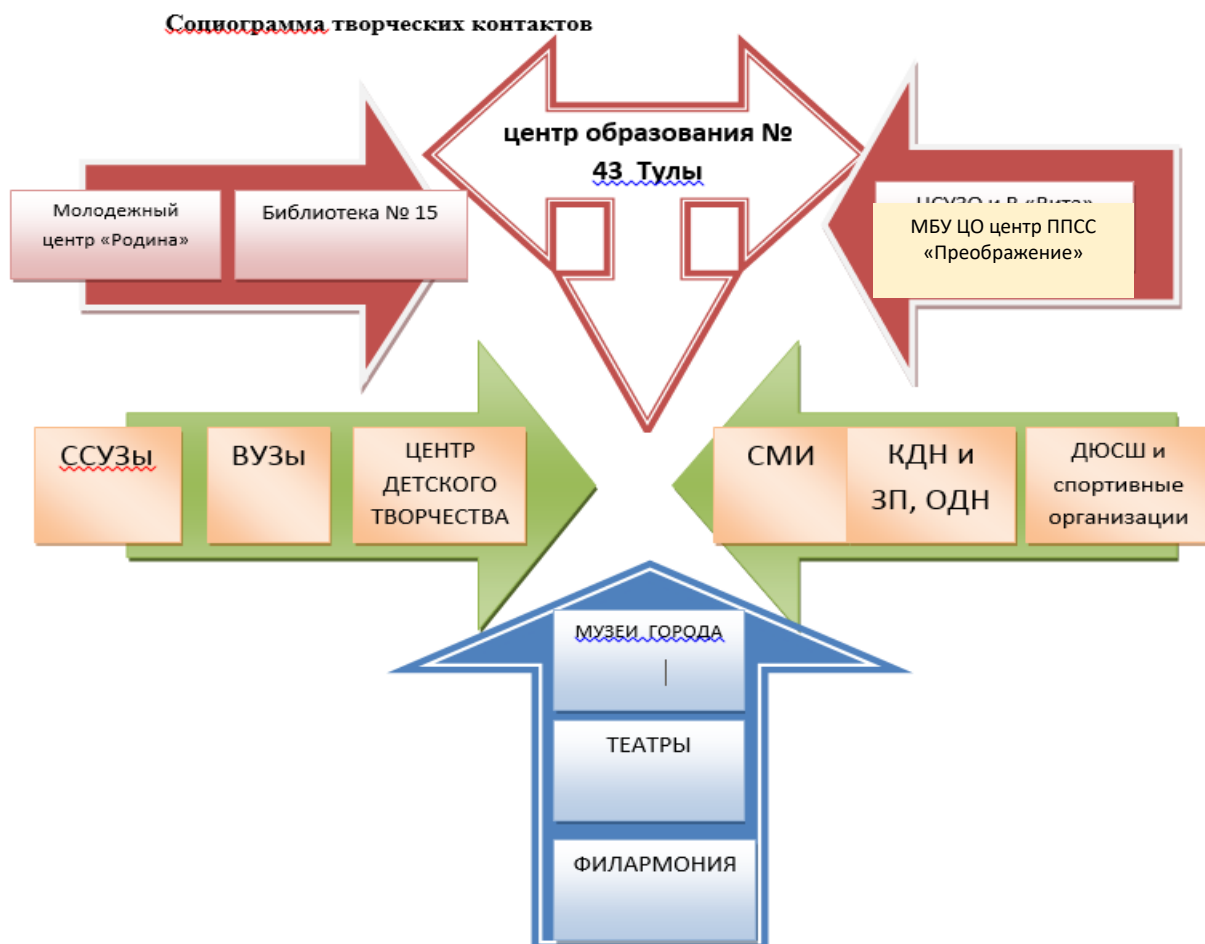 Социограмма творческих контактов
центр образования №
43 Тулы
Молодежный
центр «Родина»
Библиотека № 15
МБУ ЦО центр ППСС
«Преображение»
ССУЗы
ВУЗы
ЦЕНТР
ДЕТСКОГО
ТВОРЧЕСТВА
СМИ
КДН и
ЗП, ОДН
ДЮСШ и
спортивные
организации
МУЗЕИ ГОРОДА
ТЕАТРЫ
ФИЛАРМОНИЯ